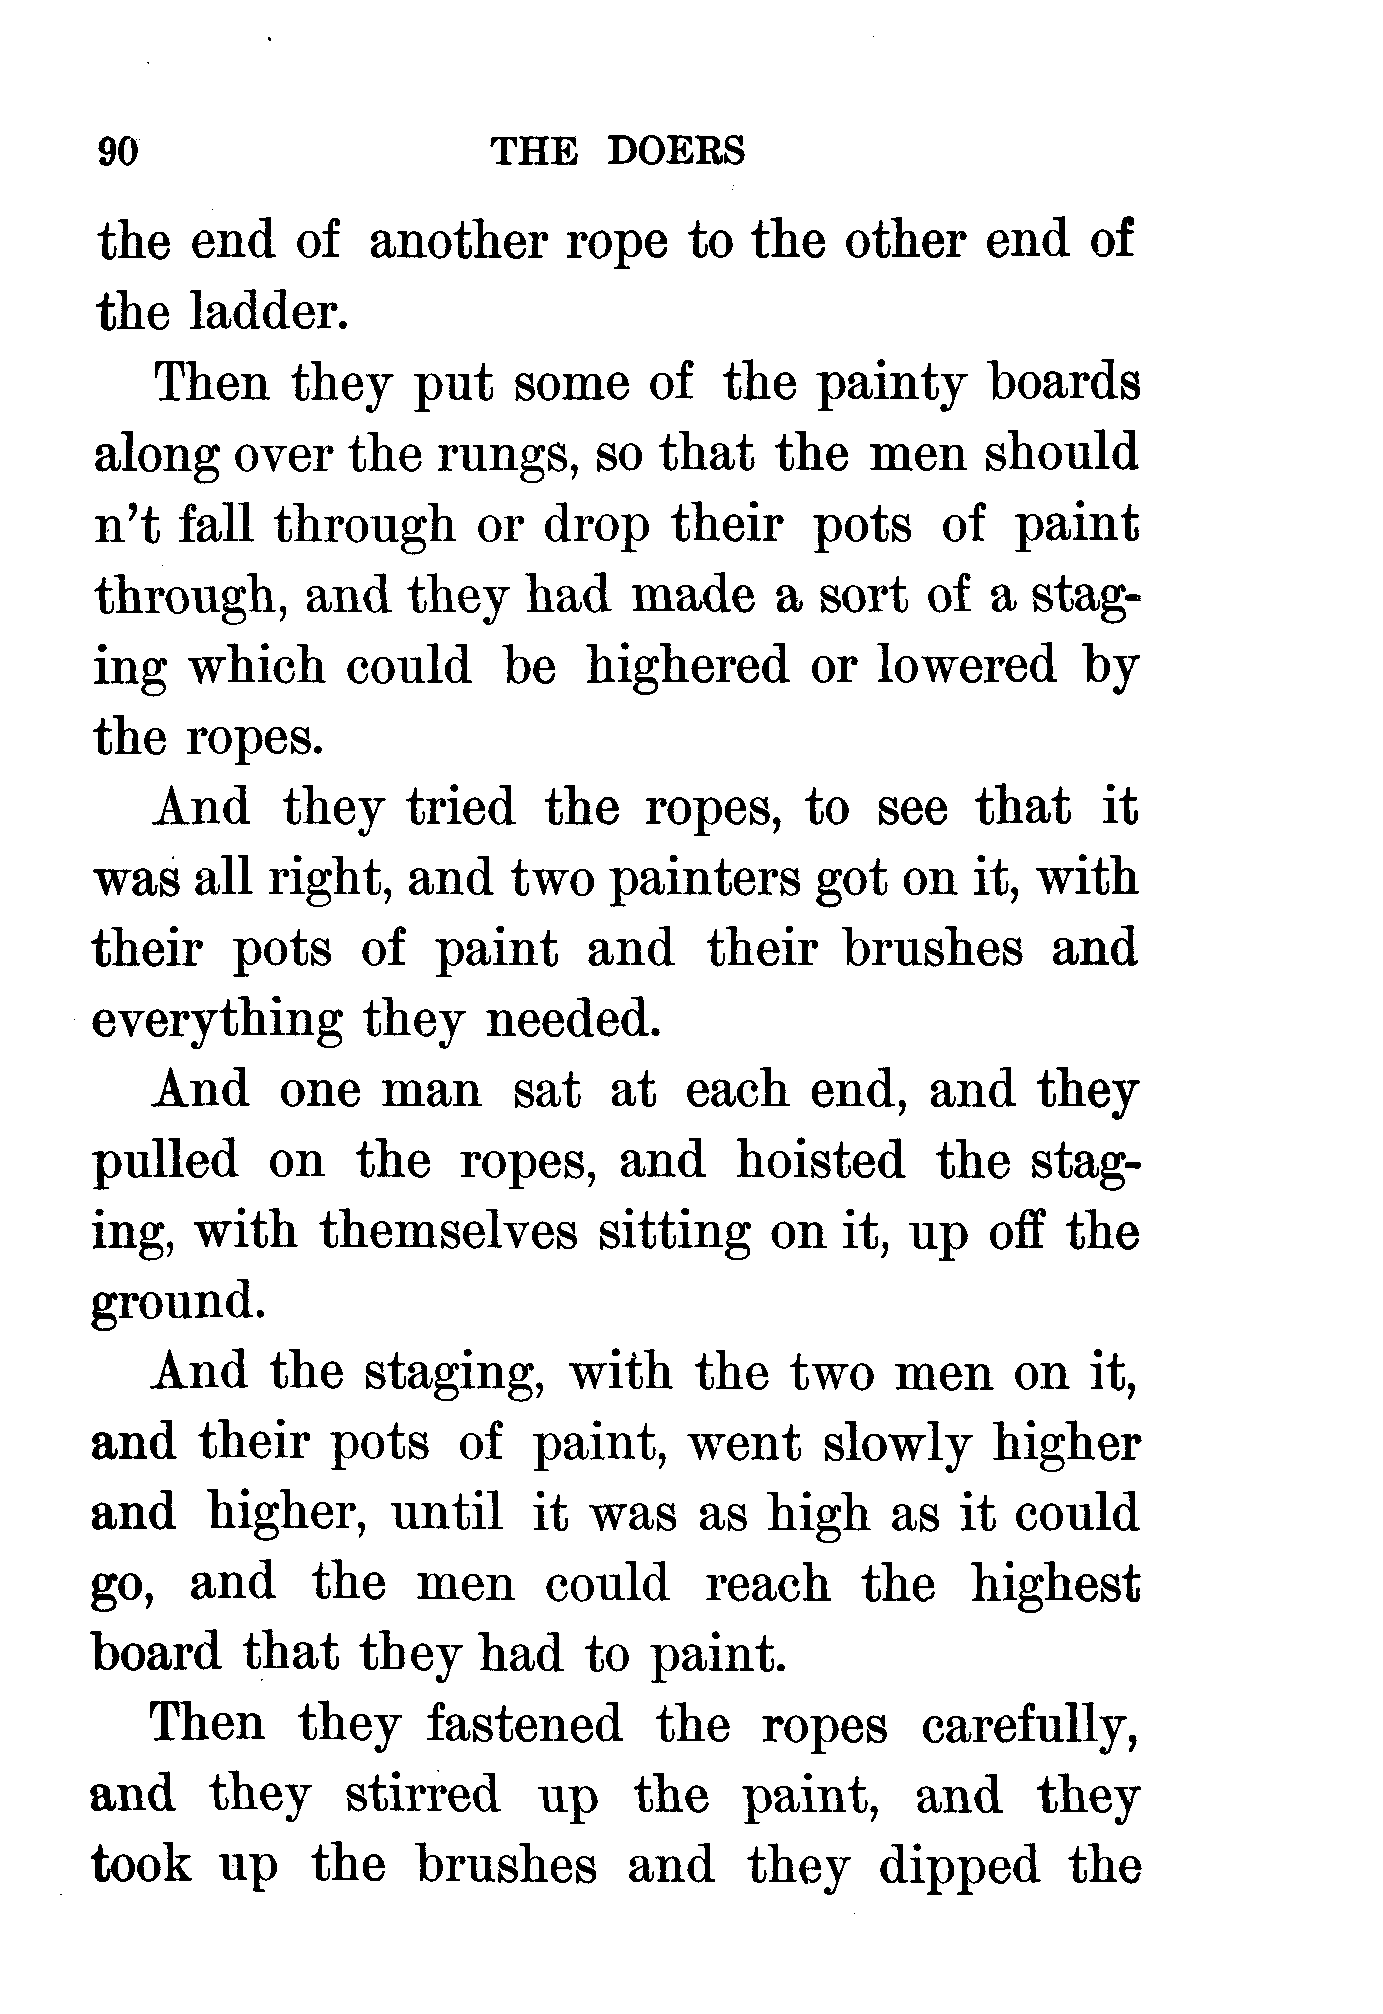 90 THE DOERS
the end of another rope to the other end of
the ladder.
Then they put some of the painty boards
along over the rungs, so that the men should
n't fall through or drop their pots of paint
through, and they had made a sort of a stag-
ing which could be highered or lowered by
the ropes.
And they tried the ropes, to see that it
was all right, and two painters got on it, with
their pots of paint and their brushes and
everything they needed.
And one man sat at each end, and they
pulled on the ropes, and hoisted the stag-
ing, with themselves sitting on it, up off the
ground.
And the staging, with the two men on it,
and their pots of paint, went slowly higher
and higher, until it was as high as it could
go, and the men could reach the highest
board that they had to paint.
Then they fastened the ropes carefully,
and they stirred up the paint, and they
took up the brushes and they dipped the